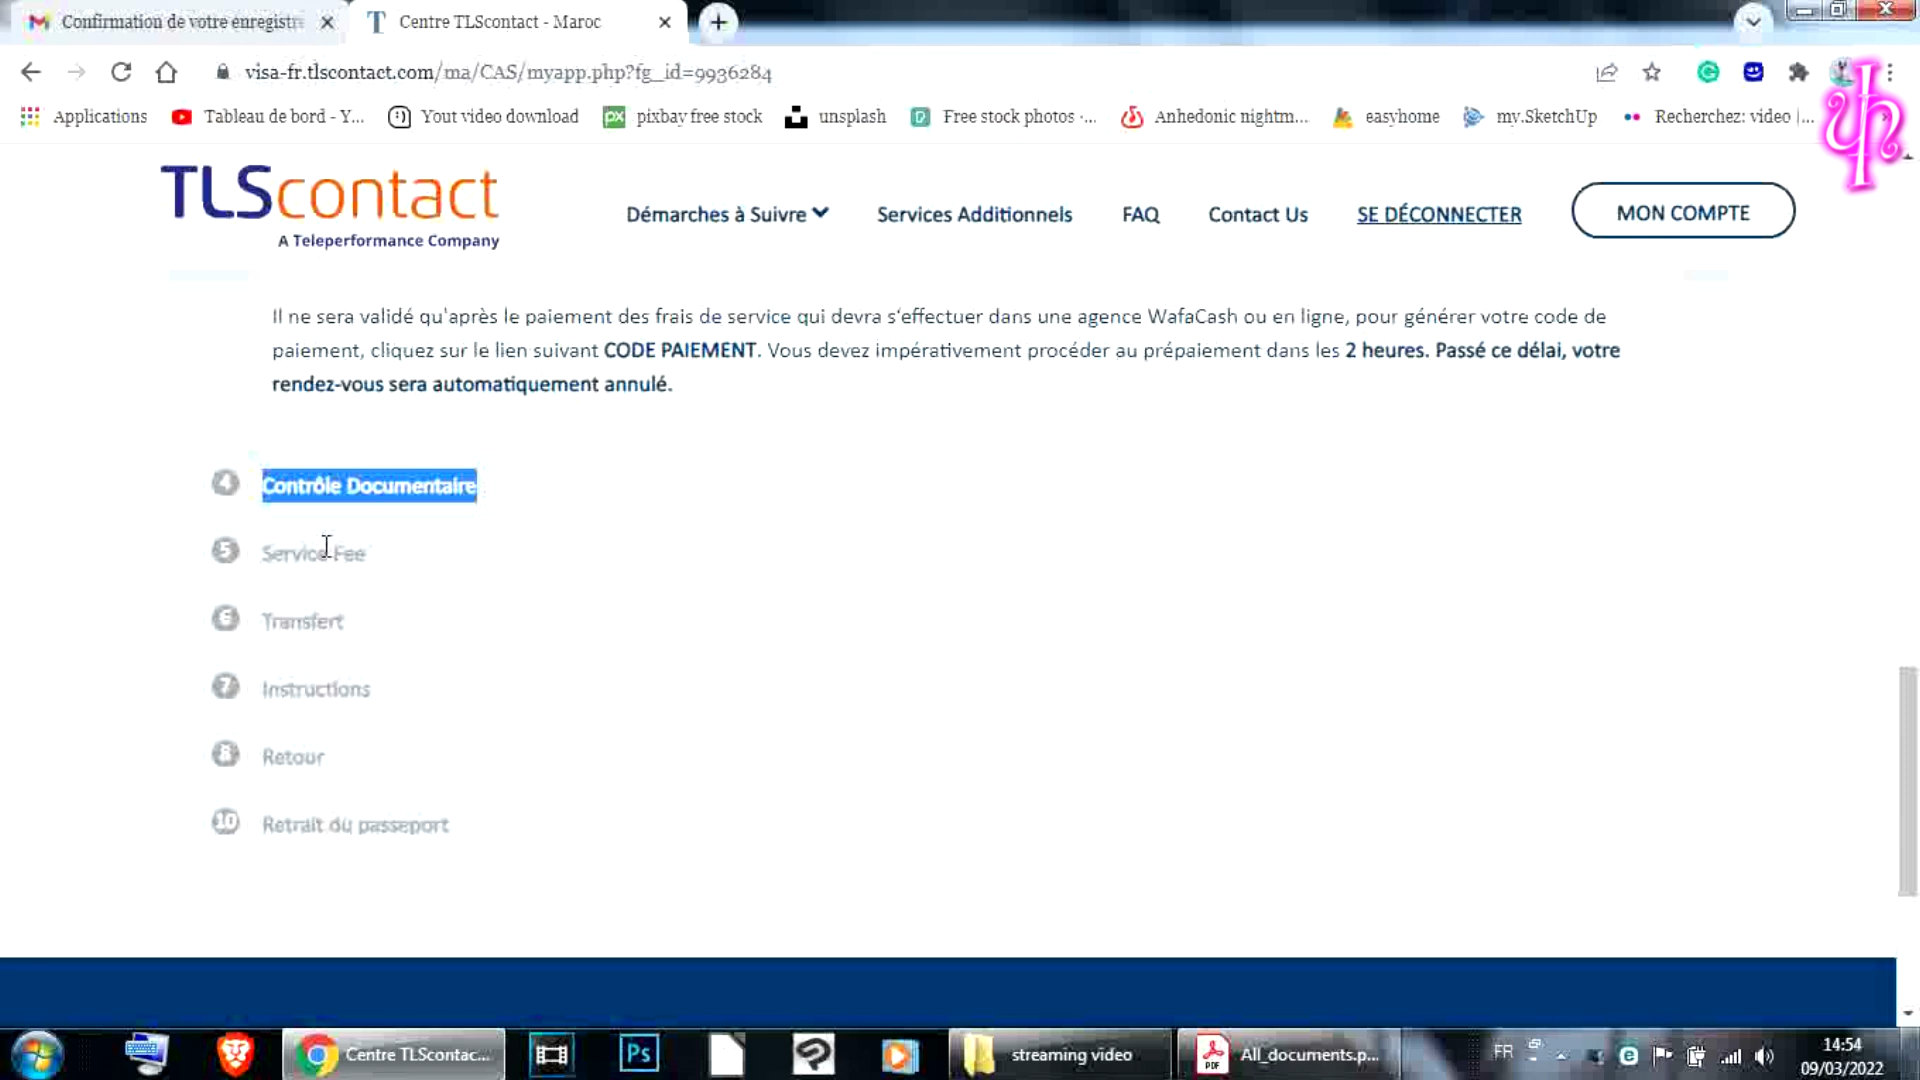 Confirmation de votre enregistr
Centre TLScontact - Maroc
visa-fr.tlscontact.com/ma/CAS/myapp.php?fg_id=9936284
Applications
Tableau de bord - Y...
Yout video download
pixbay free stock
unsplash
Free stock photos ·...
Anhedonic nightm...
easyhome
my.SketchUp
Recherchez: video |...
TLScontact
A Teleperformance Company
Démarches à Suivre
Services Additionnels
FAQ
Contact Us
SE DÉCONNECTER
MON COMPTE
Il ne sera validé qu'après le paiement des frais de service qui devra s'effectuer dans une agence WafaCash ou en ligne, pour générer votre code de
paiement, cliquez sur le lien suivant CODE PAIEMENT. Vous devez impérativement procéder au prépaiement dans les 2 heures. Passé ce délai, votre
rendez-vous sera automatiquement annulé.
4 Contrôle Documentaire
5 Service Fee
6 Transfert
7 Instructions
8 Retour
10 Retrait du passeport
Centre TLScontac...
Ps
streaming video
PDF
All_documents.p...
FR
14:54
09/03/2022